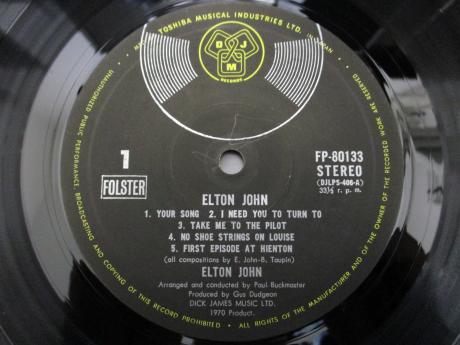 TOSHIBA MUSICAL INDUSTRIES LTD. IN JAPAN
DJM
RECORDS
1
FOLSTER
FP-80133
STEREO
(DJLPS-406-A)
33⅓ r. p. m.
ELTON JOHN
1. YOUR SONG 2. I NEED YOU TO TURN TO
3. TAKE ME TO THE PILOT
4. NO SHOE STRINGS ON LOUISE
5. FIRST EPISODE AT HIENTON
(all compositions by E. John-B. Taupin)
ELTON JOHN
Arranged and conducted by Paul Buckmaster
Produced by Gus Dudgeon
DICK JAMES MUSIC LTD.
1970 Product.
UNAUTHORIZED PUBLIC PERFORMANCE, BROADCASTING AND COPYING OF THIS RECORD PROHIBITED • ALL RIGHTS OF THE MANUFACTURER AND OF THE OWNER OF THE RECORDED WORK ARE RESERVED